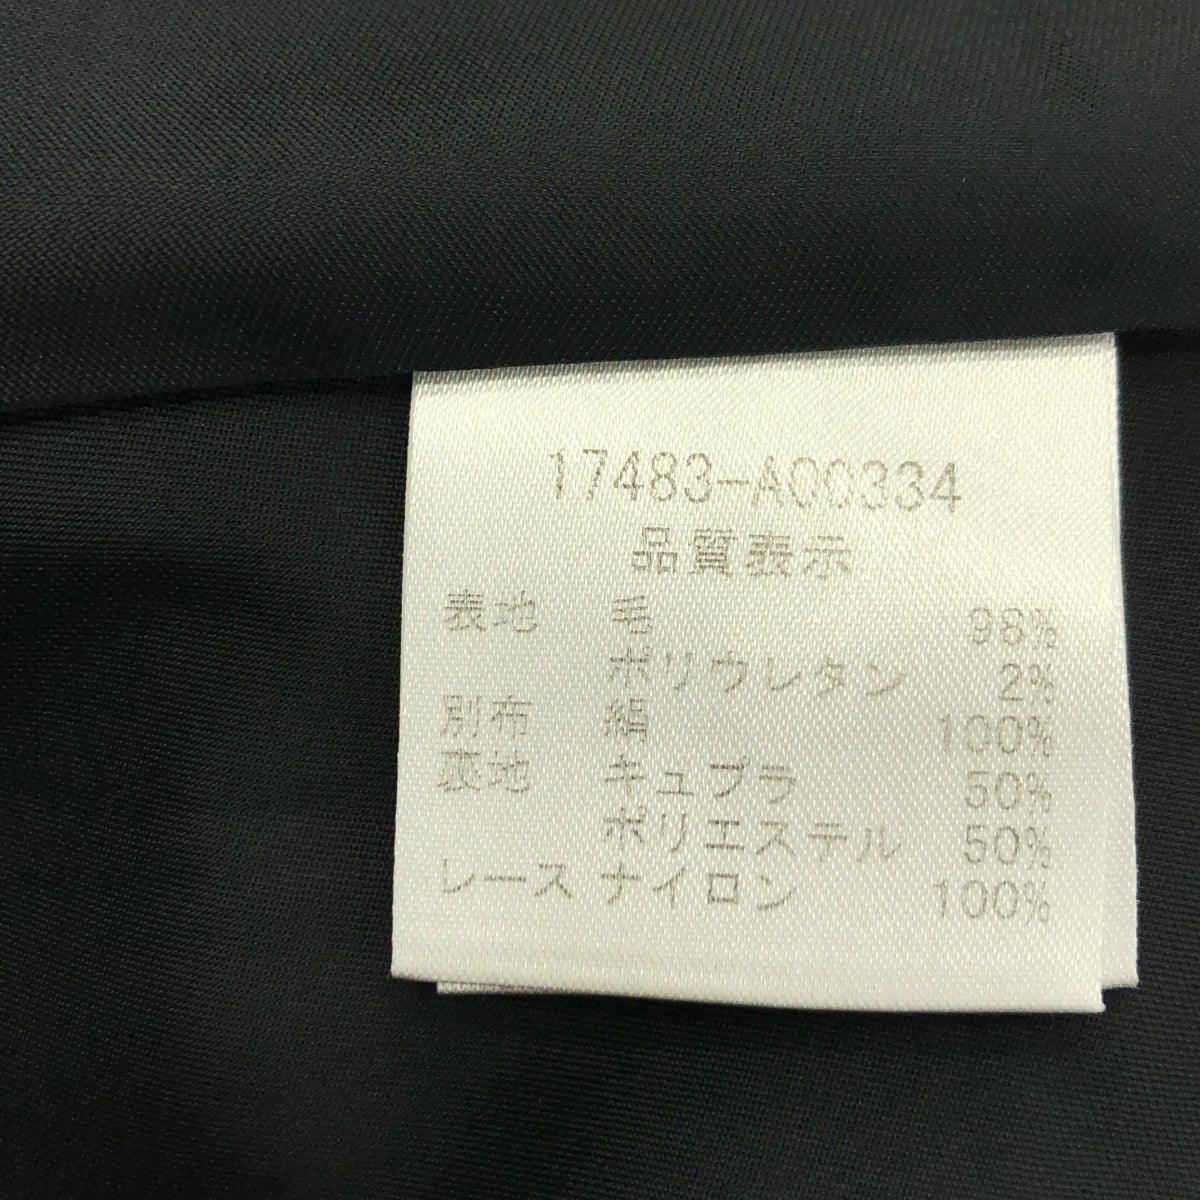 17483-AC0334
品質表示
表地 毛 98%
ポリウレタン 2%
別布 絹 100%
裏地 キュプラ 50%
ポリエステル 50%
レース ナイロン 100%